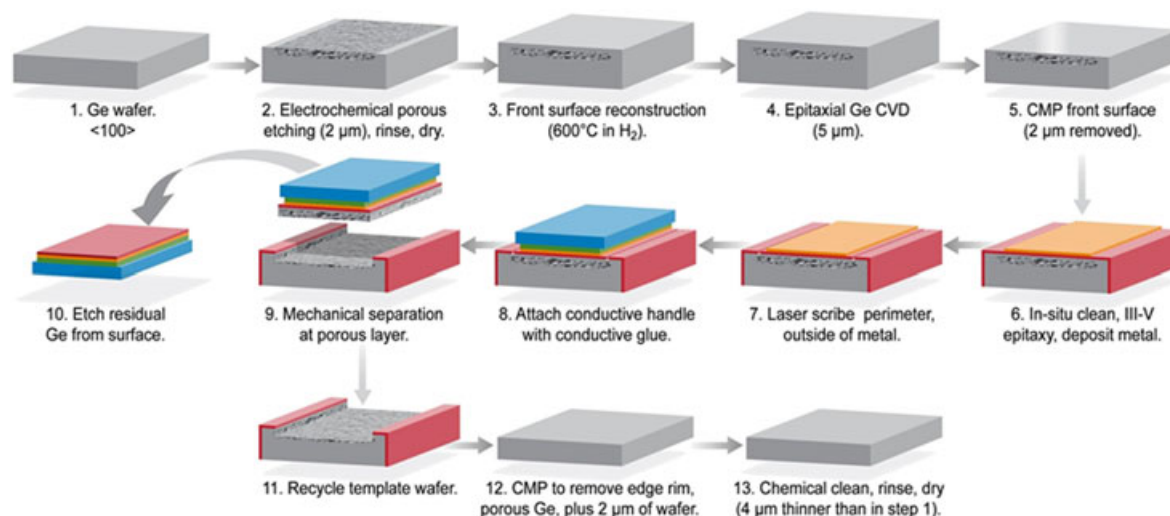 1. Ge wafer.
<100>
2. Electrochemical porous
etching (2 µm), rinse, dry.
3. Front surface reconstruction
(600°C in H₂).
4. Epitaxial Ge CVD
(5 µm).
5. CMP front surface
(2 µm removed).
10. Etch residual
Ge from surface.
9. Mechanical separation
at porous layer.
8. Attach conductive handle
with conductive glue.
7. Laser scribe perimeter,
outside of metal.
6. In-situ clean, III-V
epitaxy, deposit metal.
11. Recycle template wafer.
12. CMP to remove edge rim,
porous Ge, plus 2 µm of wafer.
13. Chemical clean, rinse, dry
(4 µm thinner than in step 1).